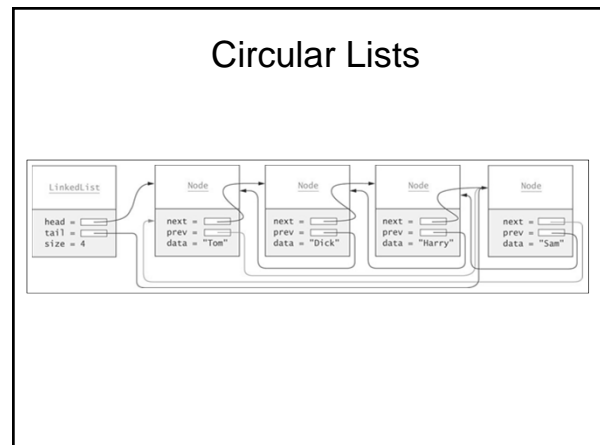 Circular Lists
LinkedList
head =
tail =
size = 4
Node
next =
prev =
data = "Tom"
Node
next =
prev =
data = "Dick"
Node
next =
prev =
data = "Harry"
Node
next =
prev =
data = "Sam"